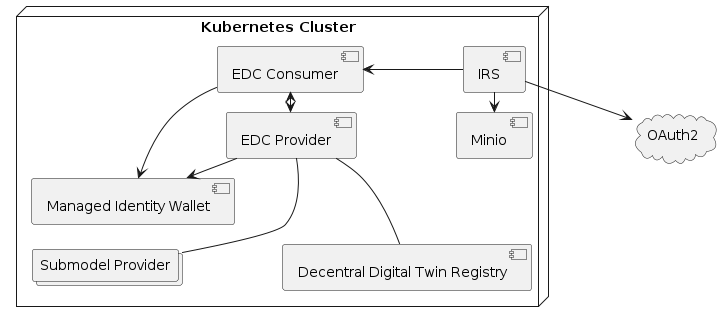 Kubernetes Cluster
EDC Consumer
IRS
EDC Provider
Minio
OAuth2
Managed Identity Wallet
Submodel Provider
Decentral Digital Twin Registry